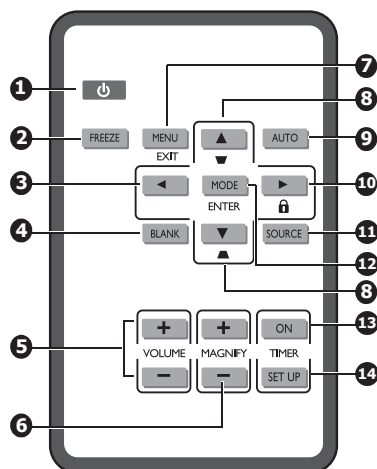 1
7
8
2
FREEZE
MENU
AUTO
9
EXIT
3
MODE
10
ENTER
4
BLANK
SOURCE
11
12
8
5
+
+
ON
13
VOLUME
MAGNIFY
TIMER
−
−
SET UP
14
6